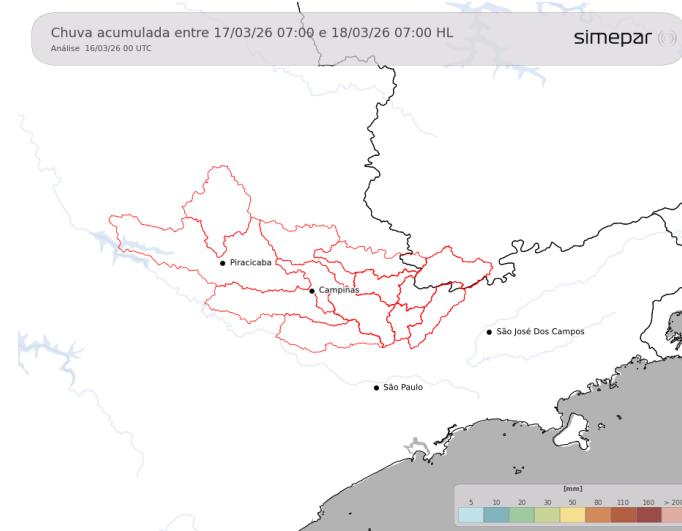 Chuva acumulada entre 17/03/26 07:00 e 18/03/26 07:00 HL
Análise 16/03/26 00 UTC
simepar
Piracicaba
Campinas
São José Dos Campos
São Paulo
[mm]
5 10 20 30 50 80 110 160 > 200